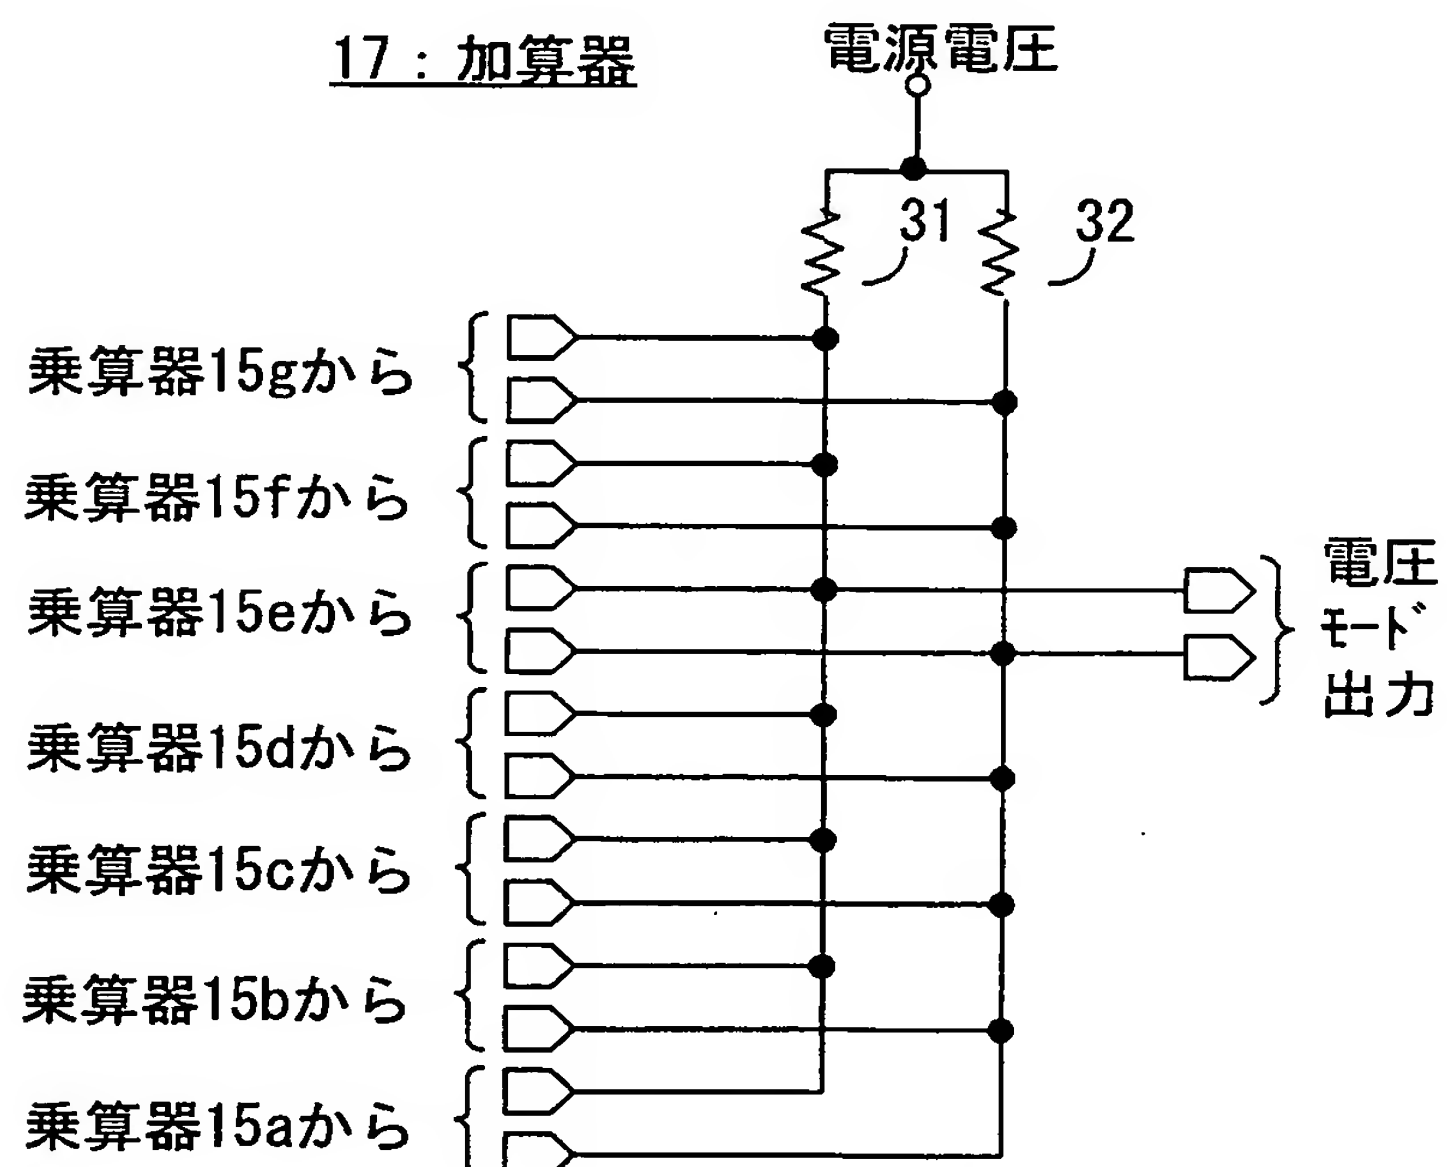 17：加算器
電源電圧
31
32
乗算器15gから
乗算器15fから
乗算器15eから
乗算器15dから
乗算器15cから
乗算器15bから
乗算器15aから
電圧
ﾓｰﾄﾞ
出力